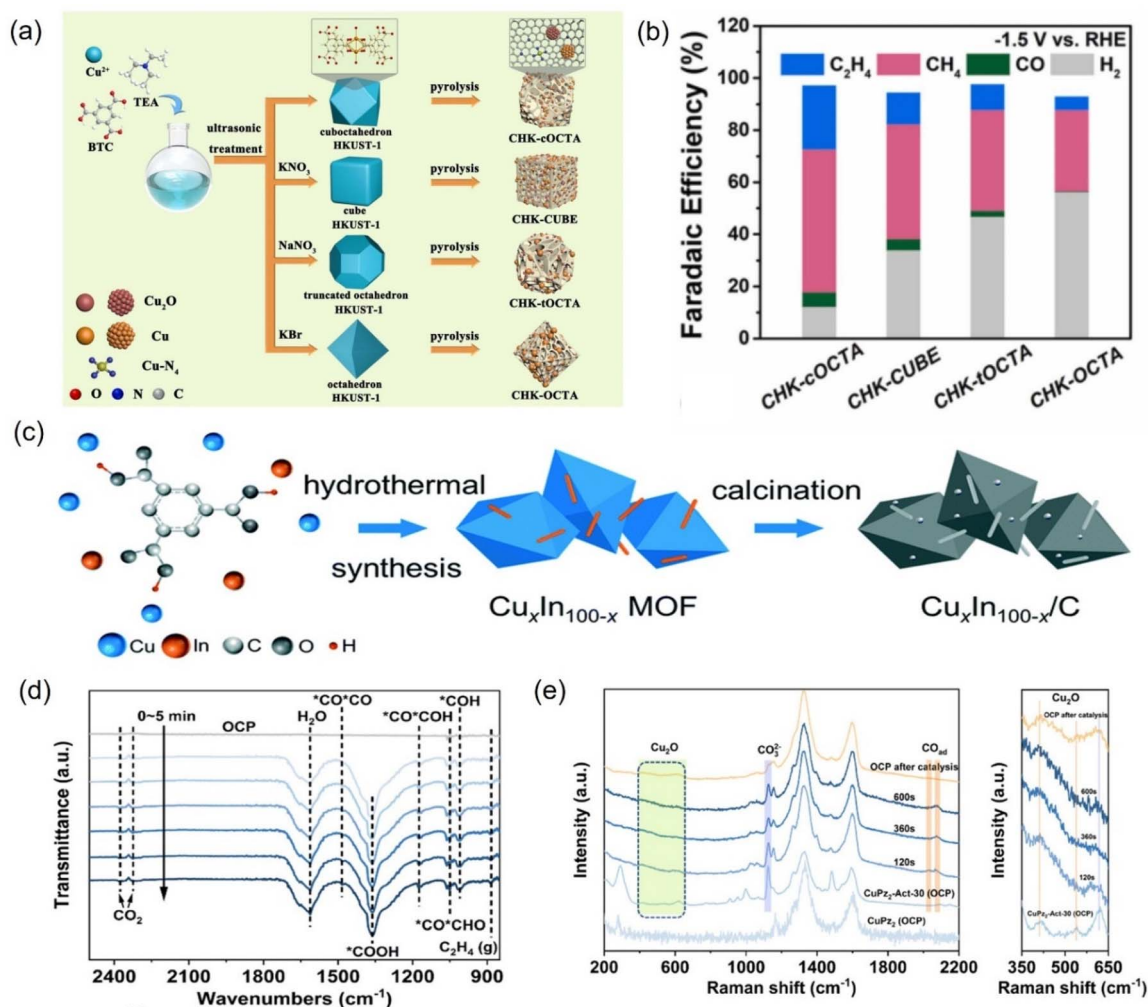 (a)
Cu²⁺
TEA
BTC
ultrasonic
treatment
KNO₃
NaNO₃
KBr
cuboctahedron
HKUST-1
pyrolysis
CHK-cOCTA
cube
HKUST-1
pyrolysis
CHK-CUBE
truncated octahedron
HKUST-1
pyrolysis
CHK-tOCTA
octahedron
HKUST-1
pyrolysis
CHK-OCTA
Cu₂O
Cu
Cu-N₄
O N C
(b)
-1.5 V vs. RHE
C₂H₄ CH₄ CO H₂
Faradaic Efficiency (%)
120
100
80
60
40
20
0
CHK-cOCTA
CHK-CUBE
CHK-tOCTA
CHK-OCTA
(c)
hydrothermal
synthesis
calcination
CuₓIn₁₀₀₋ₓ MOF
CuₓIn₁₀₀₋ₓ/C
Cu In C O H
(d)
Transmittance (a.u.)
0~5 min
OCP
H₂O
*CO*CO
*CO*COH
*COH
CO₂
*COOH
*CO*CHO
C₂H₄ (g)
2400 2100 1800 1500 1200 900
Wavenumbers (cm⁻¹)
(e)
Intensity (a.u.)
Cu₂O
CO₃²⁻
COad
OCP after catalysis
600s
360s
120s
CuPz₂-Act-30 (OCP)
CuPz₂ (OCP)
200 600 1000 1400 1800 2200
Raman shift (cm⁻¹)
Intensity (a.u.)
Cu₂O
OCP after catalysis
600s
360s
120s
CuPz₂-Act-30 (OCP)
350 450 550 650
Raman shift (cm⁻¹)